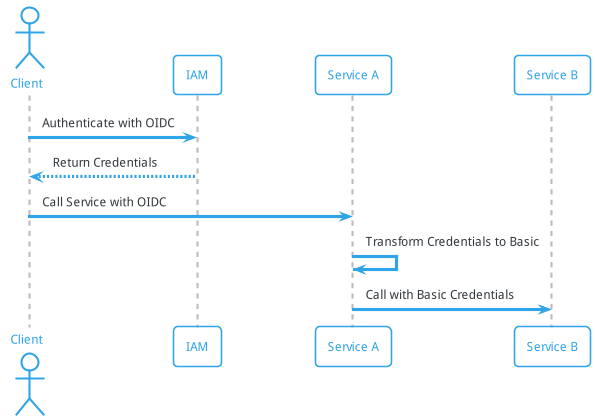 Client
IAM
Service A
Service B
Authenticate with OIDC
Return Credentials
Call Service with OIDC
Transform Credentials to Basic
Call with Basic Credentials
Client
IAM
Service A
Service B